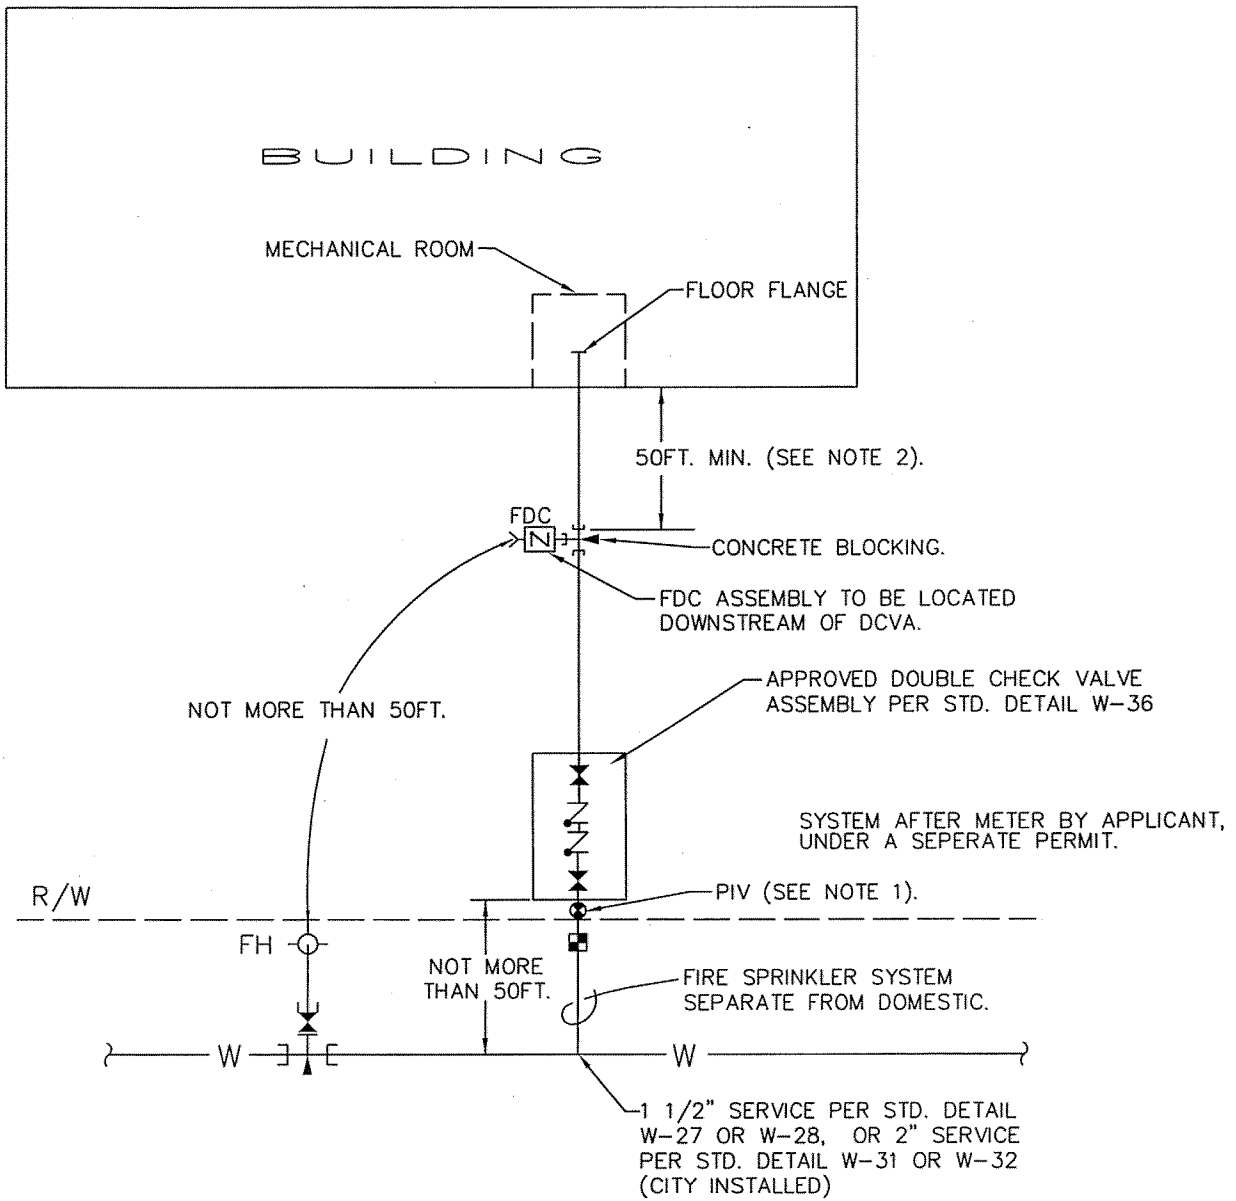 BUILDING
MECHANICAL ROOM
FLOOR FLANGE
50FT. MIN. (SEE NOTE 2).
FDC
CONCRETE BLOCKING.
FDC ASSEMBLY TO BE LOCATED
DOWNSTREAM OF DCVA.
APPROVED DOUBLE CHECK VALVE
ASSEMBLY PER STD. DETAIL W-36
NOT MORE THAN 50FT.
SYSTEM AFTER METER BY APPLICANT,
UNDER A SEPERATE PERMIT.
R/W
PIV (SEE NOTE 1).
FH
NOT MORE
THAN 50FT.
FIRE SPRINKLER SYSTEM
SEPARATE FROM DOMESTIC.
W
W
1 1/2" SERVICE PER STD. DETAIL
W-27 OR W-28, OR 2" SERVICE
PER STD. DETAIL W-31 OR W-32
(CITY INSTALLED)